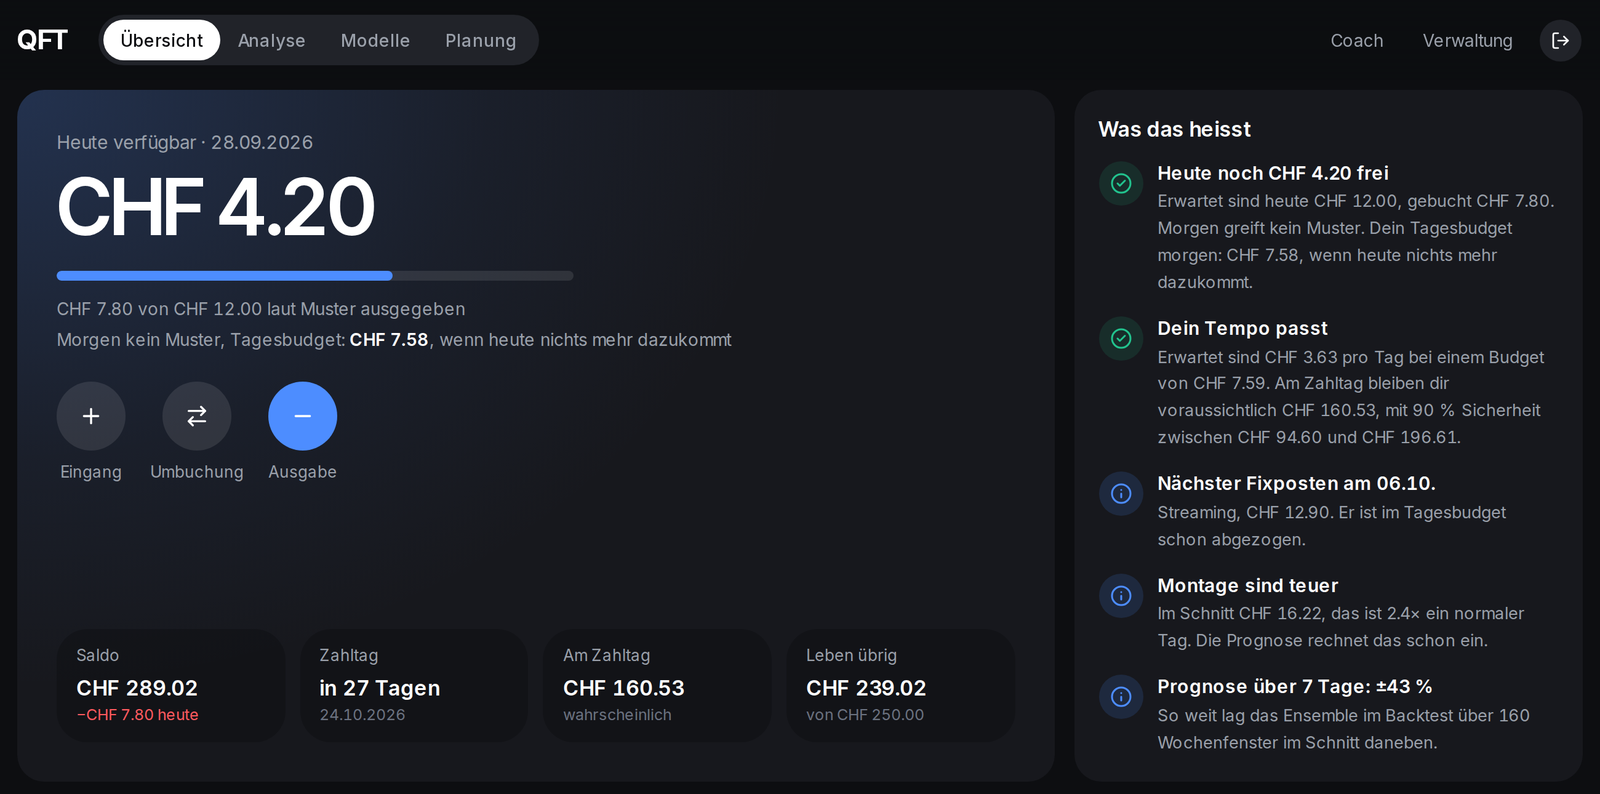 QFT
Übersicht
Analyse
Modelle
Planung
Coach
Verwaltung
Heute verfügbar · 28.09.2026
CHF 4.20
CHF 7.80 von CHF 12.00 laut Muster ausgegeben
Morgen kein Muster, Tagesbudget: CHF 7.58, wenn heute nichts mehr dazukommt
Eingang
Umbuchung
Ausgabe
Saldo
CHF 289.02
−CHF 7.80 heute
Zahltag
in 27 Tagen
24.10.2026
Am Zahltag
CHF 160.53
wahrscheinlich
Leben übrig
CHF 239.02
von CHF 250.00
Was das heisst
Heute noch CHF 4.20 frei
Erwartet sind heute CHF 12.00, gebucht CHF 7.80.
Morgen greift kein Muster. Dein Tagesbudget
morgen: CHF 7.58, wenn heute nichts mehr
dazukommt.
Dein Tempo passt
Erwartet sind CHF 3.63 pro Tag bei einem Budget
von CHF 7.59. Am Zahltag bleiben dir
voraussichtlich CHF 160.53, mit 90 % Sicherheit
zwischen CHF 94.60 und CHF 196.61.
Nächster Fixposten am 06.10.
Streaming, CHF 12.90. Er ist im Tagesbudget
schon abgezogen.
Montage sind teuer
Im Schnitt CHF 16.22, das ist 2.4× ein normaler
Tag. Die Prognose rechnet das schon ein.
Prognose über 7 Tage: ±43 %
So weit lag das Ensemble im Backtest über 160
Wochenfenster im Schnitt daneben.